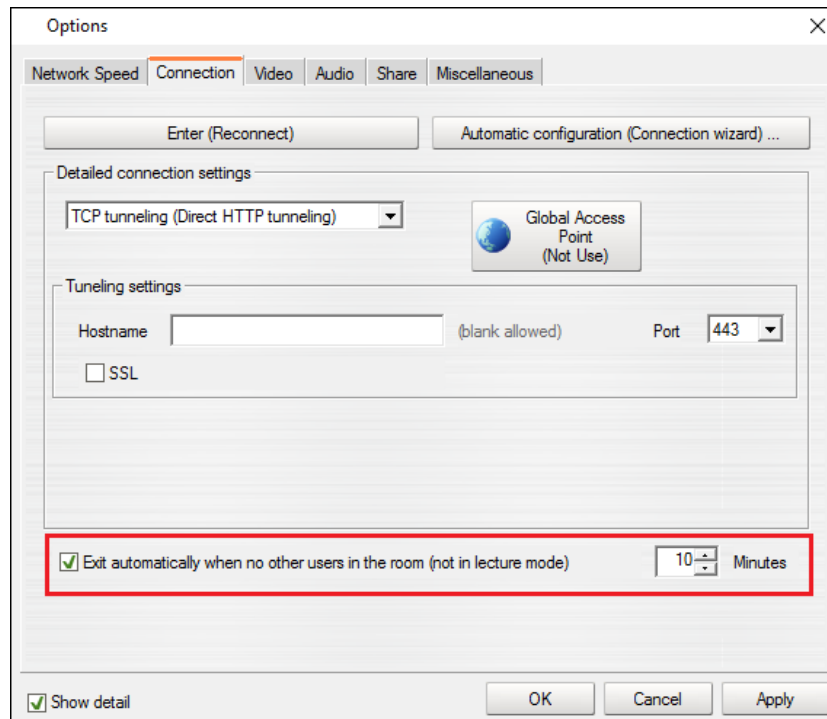 Options
Network Speed Connection Video Audio Share Miscellaneous
Enter (Reconnect) Automatic configuration (Connection wizard) ...
Detailed connection settings
TCP tunneling (Direct HTTP tunneling)
Global Access
Point
(Not Use)
Tuneling settings
Hostname (blank allowed) Port 443
SSL
Exit automatically when no other users in the room (not in lecture mode) 10 Minutes
Show detail OK Cancel Apply